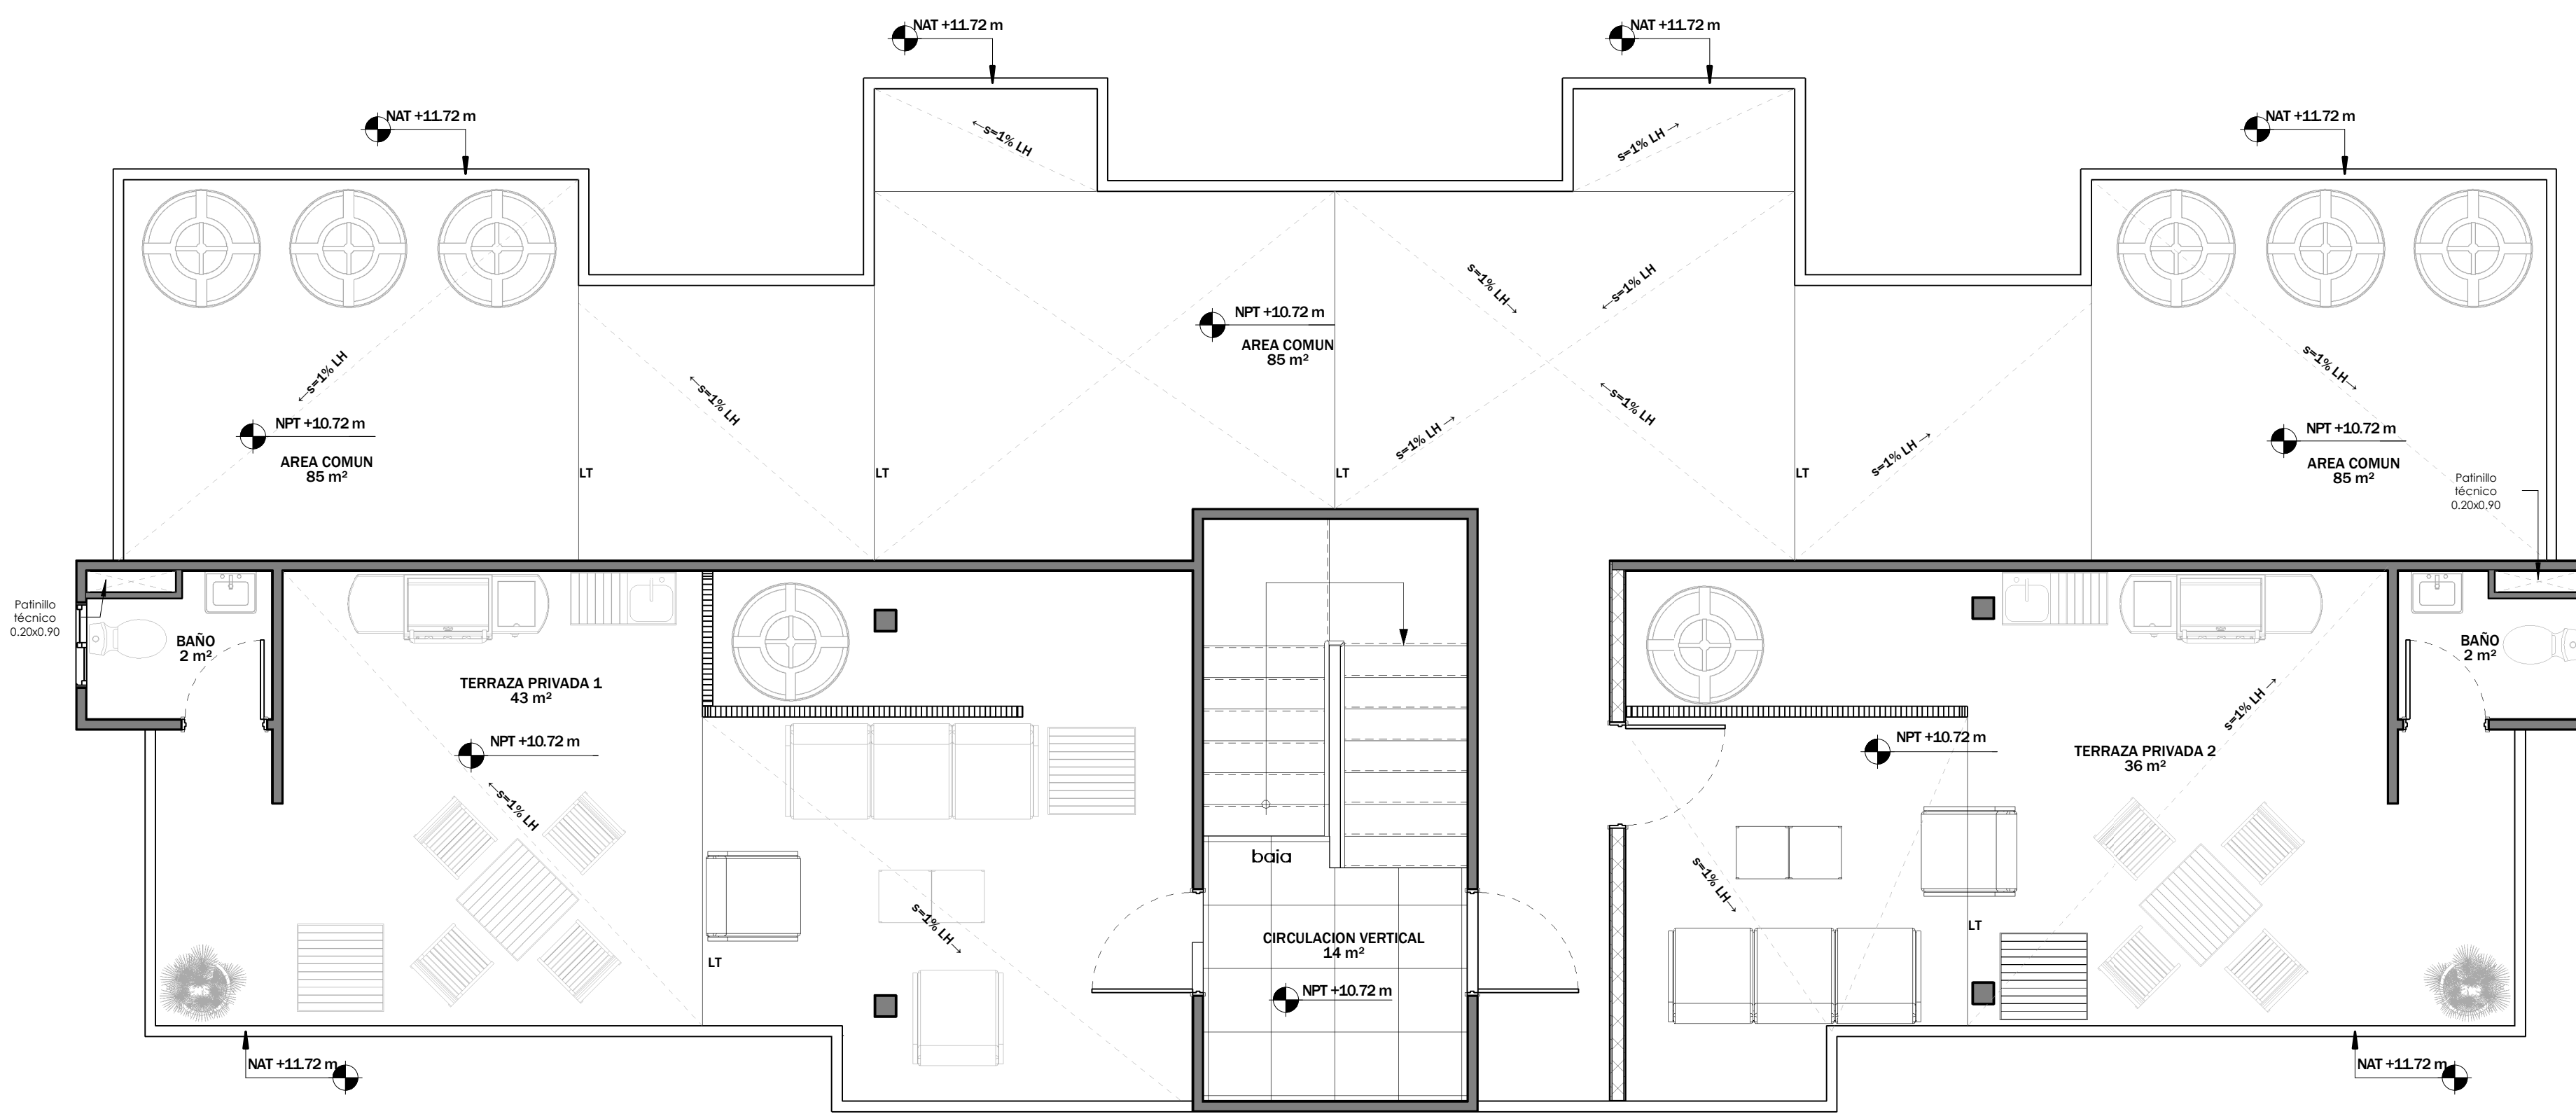 NAT +11.72 m
NAT +11.72 m
NAT +11.72 m
NAT +11.72 m
←s=1% LH
s=1% LH→
s=1% LH→
←s=1% LH
NPT +10.72 m
AREA COMUN
85 m²
←s=1% LH
←s=1% LH
←s=1% LH
s=1% LH→
s=1% LH→
s=1% LH→
NPT +10.72 m
AREA COMUN
85 m²
NPT +10.72 m
AREA COMUN
85 m²
LT
LT
LT
LT
Patinillo
técnico
0.20x0.90
Patinillo
técnico
0.20x0.90
BAÑO
2 m²
TERRAZA PRIVADA 1
43 m²
NPT +10.72 m
←s=1% LH
BAÑO
2 m²
s=1% LH→
NPT +10.72 m
TERRAZA PRIVADA 2
36 m²
baja
s=1% LH→
s=1% LH→
LT
LT
CIRCULACION VERTICAL
14 m²
NPT +10.72 m
NAT +11.72 m
NAT +11.72 m